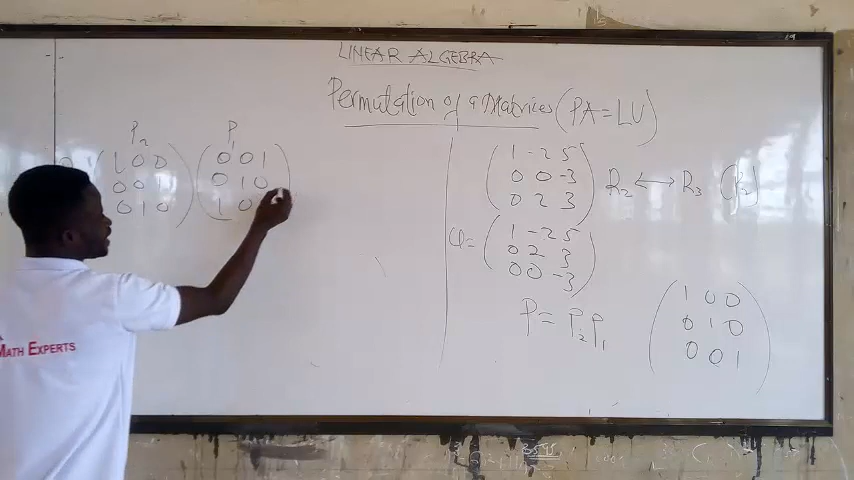 LINEAR ALGEBRA
Permutation of a Matrices (PA=LU)
P2 P1
1 0 0
0 0 1
0 1 0
0 0 1
0 1 0
1 0
1 -2 5
0 0 -3
0 2 3
R2 ↔ R3 (P2)
U=
1 -2 5
0 2 3
0 0 -3
P = P2 P1
1 0 0
0 1 0
0 0 1
MATH EXPERTS